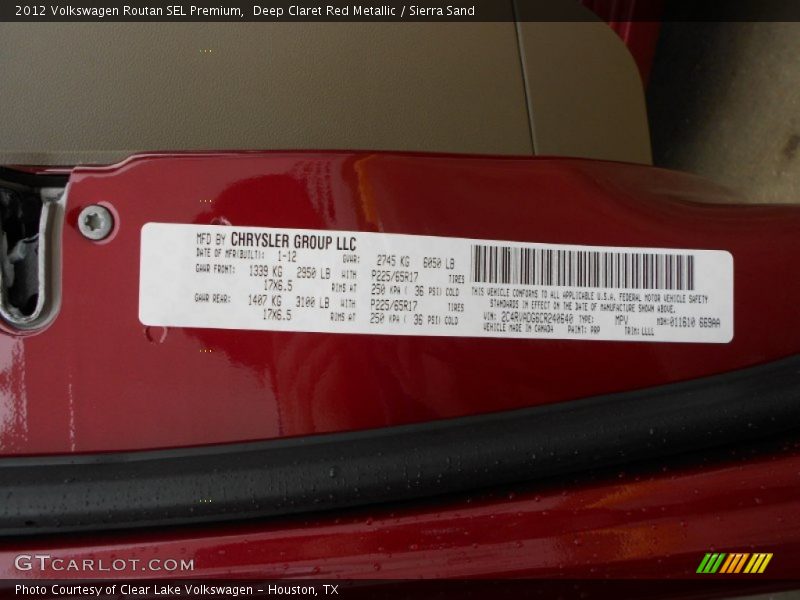 2012 Volkswagen Routan SEL Premium,  Deep Claret Red Metallic / Sierra Sand
MFD BY CHRYSLER GROUP LLC
DATE OF MFR(BUILT): 1-12 GVWR: 2745 KG 6050 LB
GAWR FRONT: 1339 KG 2950 LB WITH P225/65R17 TIRES
17X6.5 RIMS AT 250 KPA ( 36 PSI) COLD
GAWR REAR: 1407 KG 3100 LB WITH P225/65R17 TIRES
17X6.5 RIMS AT 250 KPA ( 36 PSI) COLD
THIS VEHICLE CONFORMS TO ALL APPLICABLE U.S.A. FEDERAL MOTOR VEHICLE SAFETY
STANDARDS IN EFFECT ON THE DATE OF MANUFACTURE SHOWN ABOVE.
VIN: 2C4RVADG6CR240640 TYPE: MPV MDH:011610 669AA
VEHICLE MADE IN CANADA PAINT: PRP TRIM: LLLL
GTCARLOT.COM
Photo Courtesy of Clear Lake Volkswagen - Houston, TX